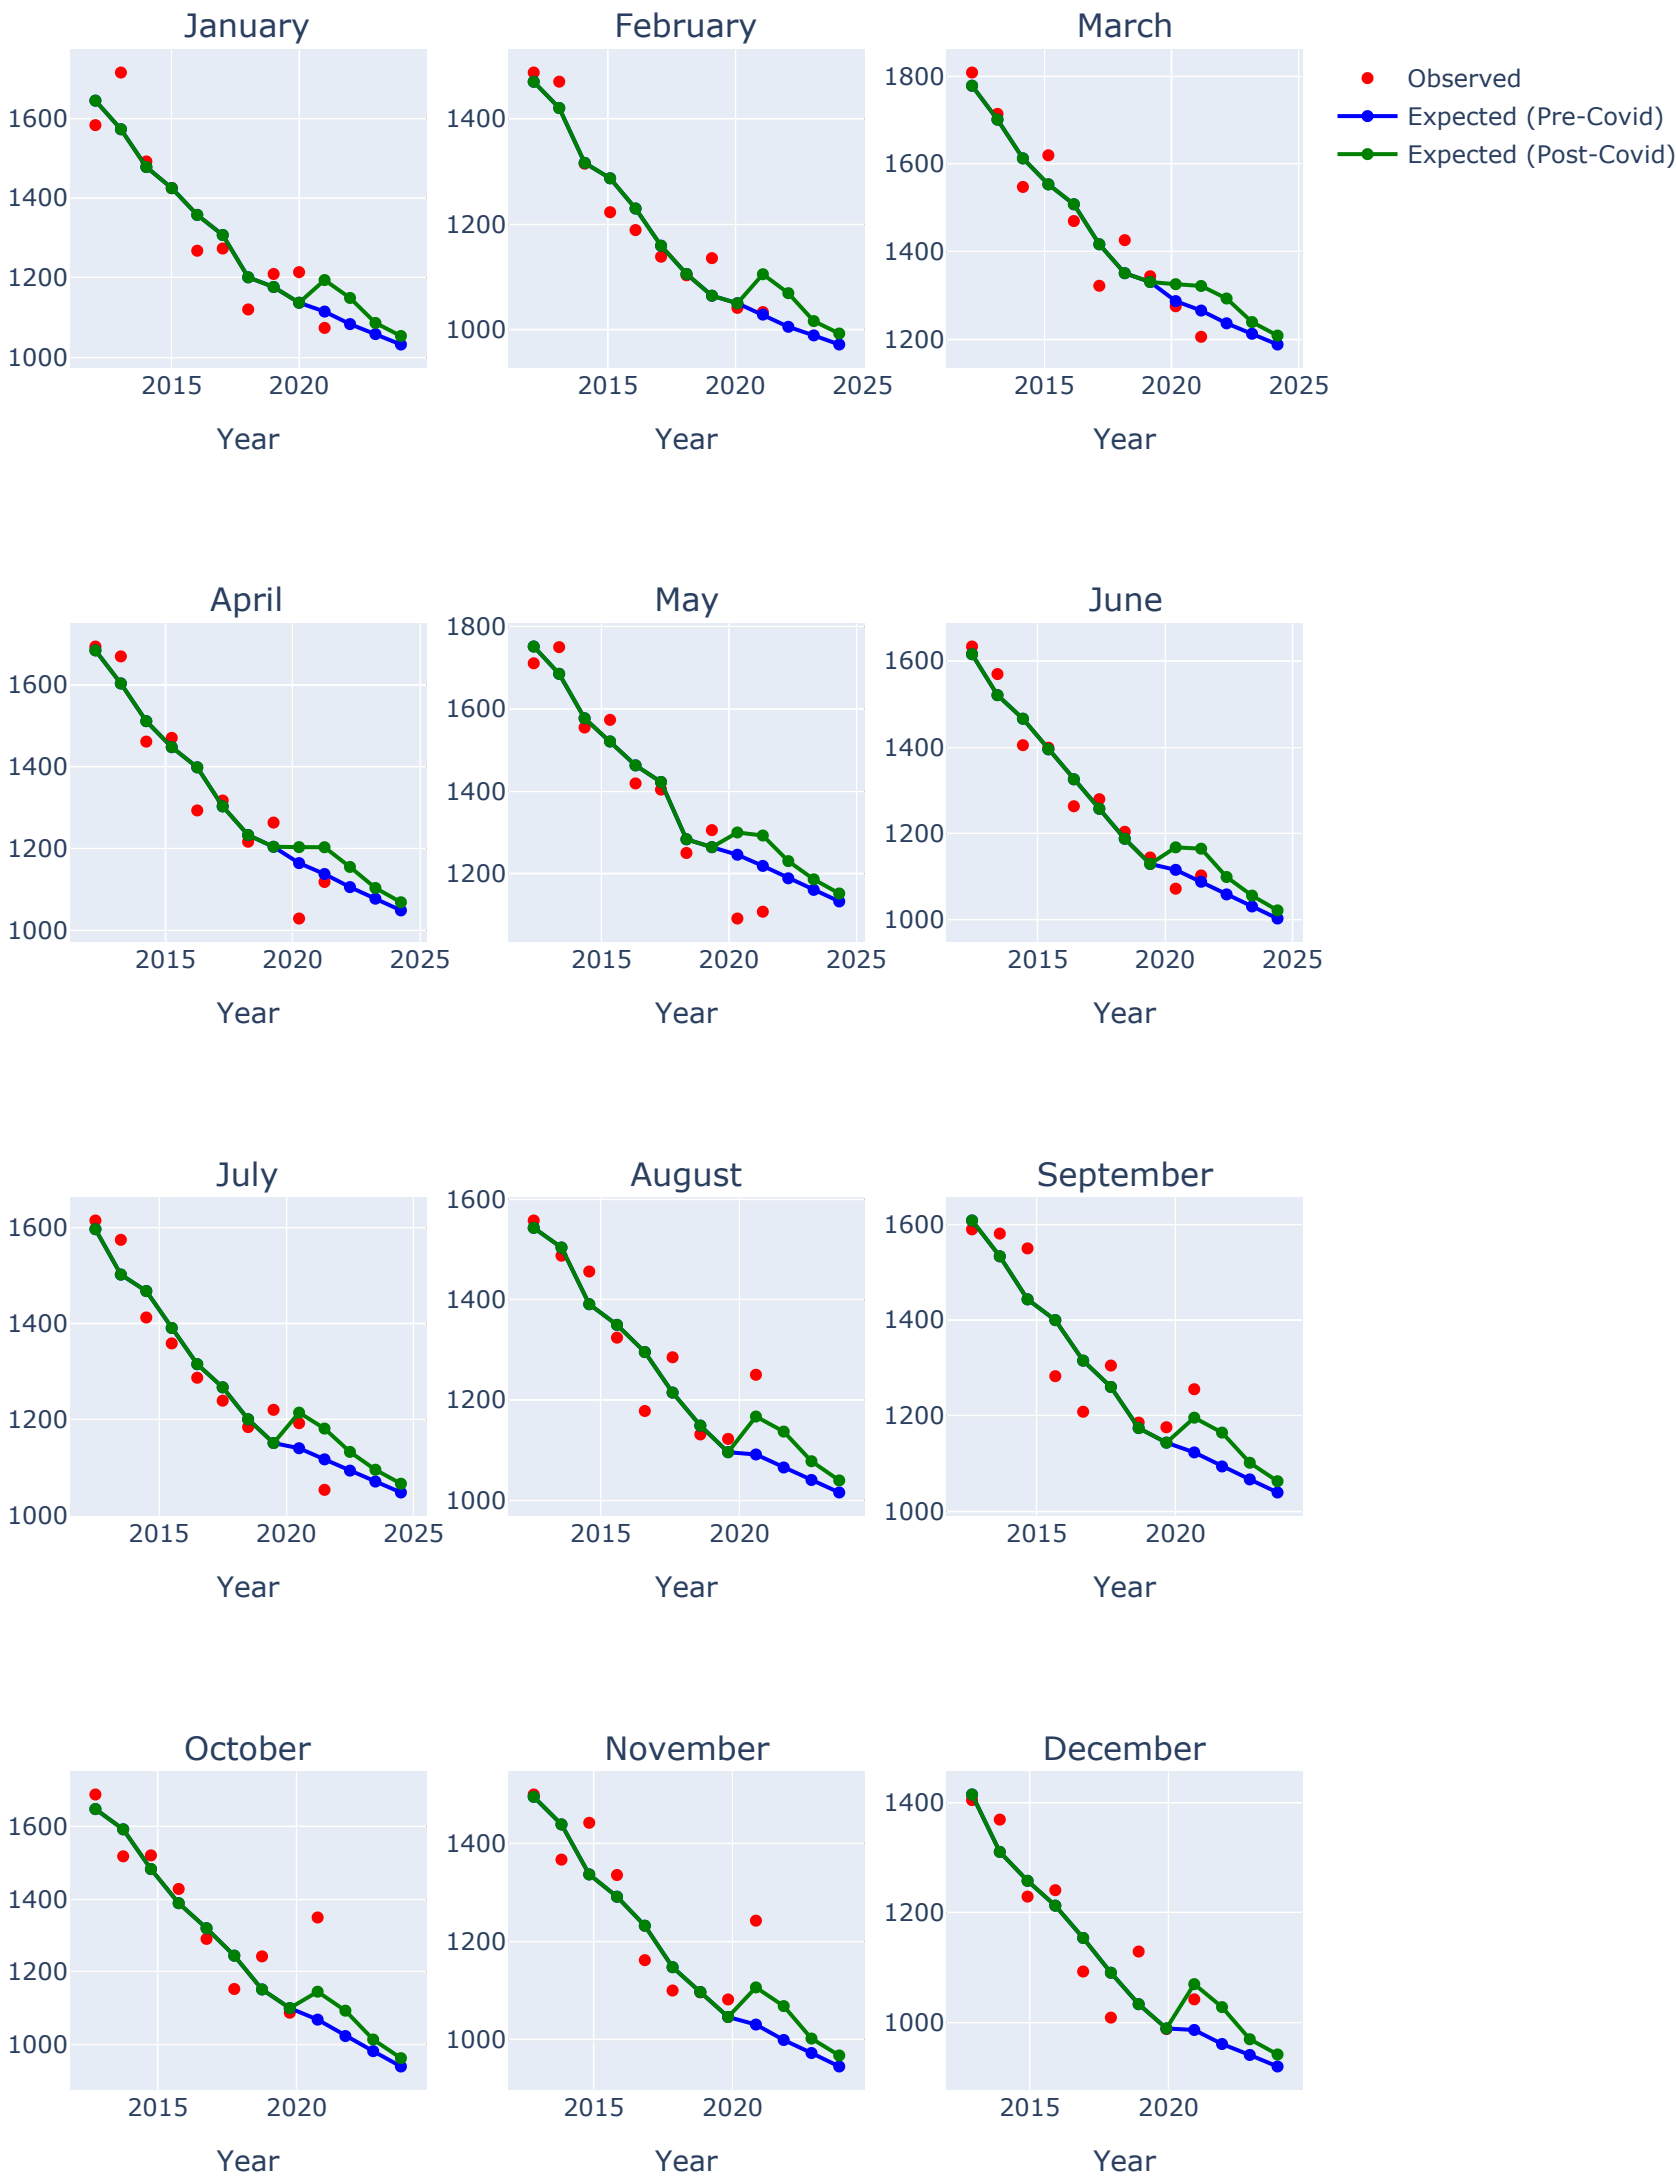 January February March
Observed
Expected (Pre-Covid)
Expected (Post-Covid)
1600 1400 1800
1400 1200 1600
1200 1000 1400
1000 1200
2015 2020 2015 2020 2025 2015 2020 2025
Year Year Year
April May June
1600 1800 1600
1400 1600 1400
1200 1400 1200
1000 1200 1000
2015 2020 2025 2015 2020 2025 2015 2020 2025
Year Year Year
July August September
1600 1600 1600
1400 1400 1400
1200 1200 1200
1000 1000 1000
2015 2020 2025 2015 2020 2015 2020
Year Year Year
October November December
1600 1400 1400
1400 1200 1200
1200 1000 1000
1000
2015 2020 2015 2020 2015 2020
Year Year Year